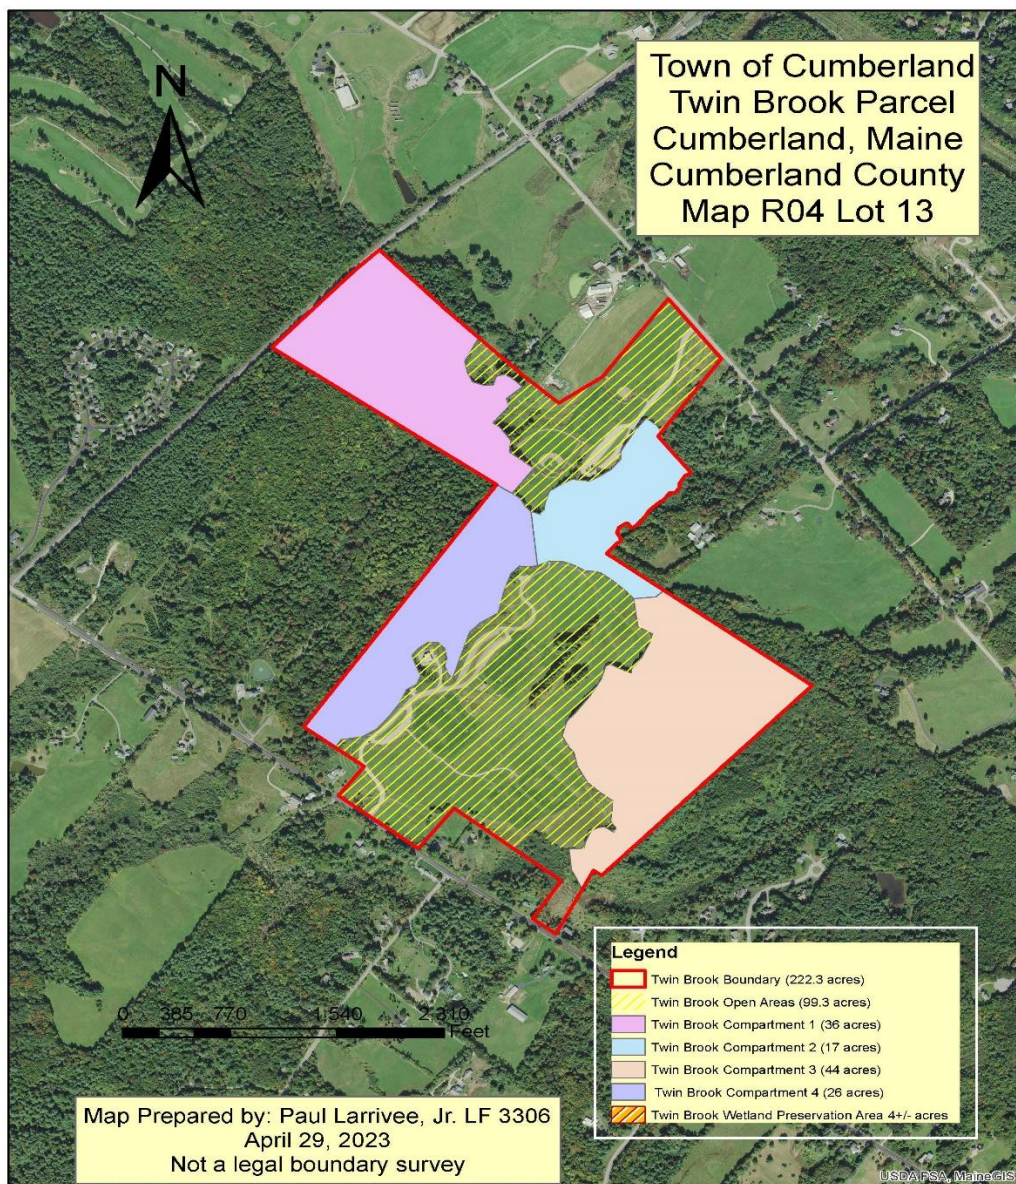 N
Town of Cumberland
Twin Brook Parcel
Cumberland, Maine
Cumberland County
Map R04 Lot 13
Legend
Twin Brook Boundary (222.3 acres)
Twin Brook Open Areas (99.3 acres)
Twin Brook Compartment 1 (36 acres)
Twin Brook Compartment 2 (17 acres)
Twin Brook Compartment 3 (44 acres)
Twin Brook Compartment 4 (26 acres)
Twin Brook Wetland Preservation Area 4+/- acres
0 385 770 1,540 2,310
Feet
Map Prepared by: Paul Larrivee, Jr. LF 3306
April 29, 2023
Not a legal boundary survey
USDA FSA, MaineGIS